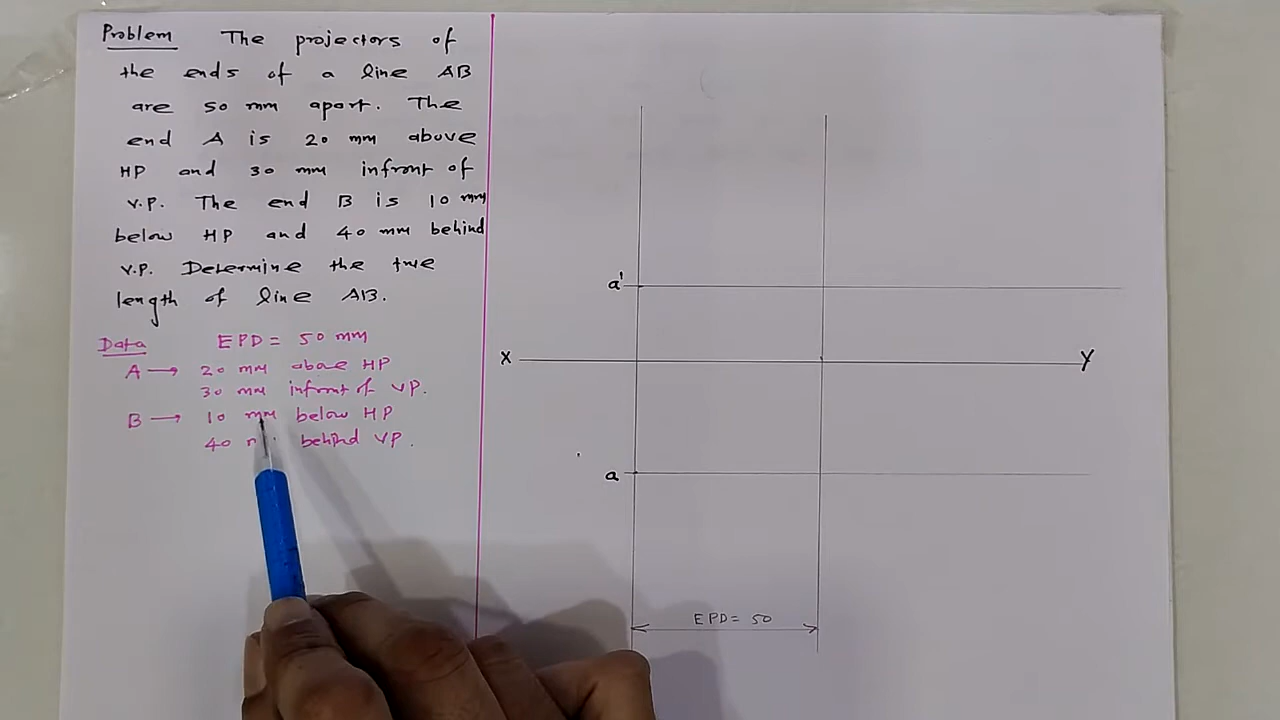 Problem The projectors of
the ends of a line AB
are 50 mm apart. The
end A is 20 mm above
HP and 30 mm infront of
V.P. The end B is 10 mm
below HP and 40 mm behind
V.P. Determine the true
length of line AB.
Data EPD = 50 mm
A → 20 mm above HP
30 mm infront of VP.
B → 10 mm below HP
40 behind VP.
a'
X Y
a
EPD = 50